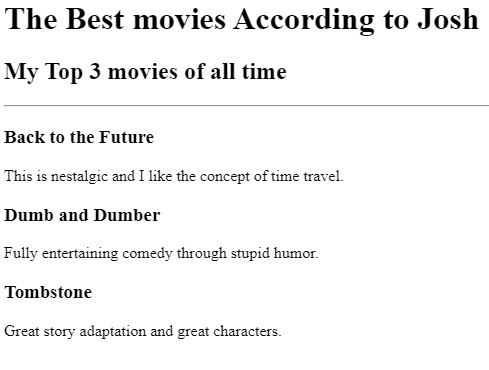 The Best movies According to Josh
My Top 3 movies of all time
Back to the Future
This is nestalgic and I like the concept of time travel.
Dumb and Dumber
Fully entertaining comedy through stupid humor.
Tombstone
Great story adaptation and great characters.